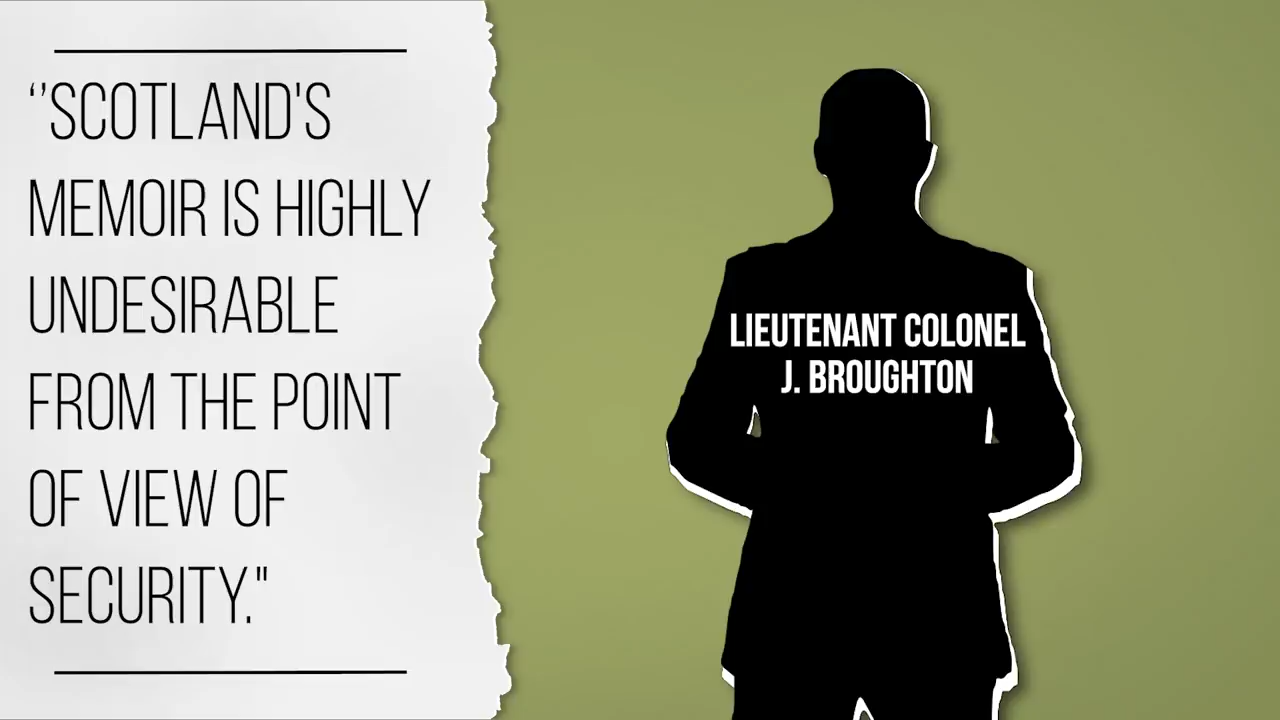 ‘’SCOTLAND'S
MEMOIR IS HIGHLY
UNDESIRABLE
FROM THE POINT
OF VIEW OF
SECURITY."
LIEUTENANT COLONEL
J. BROUGHTON